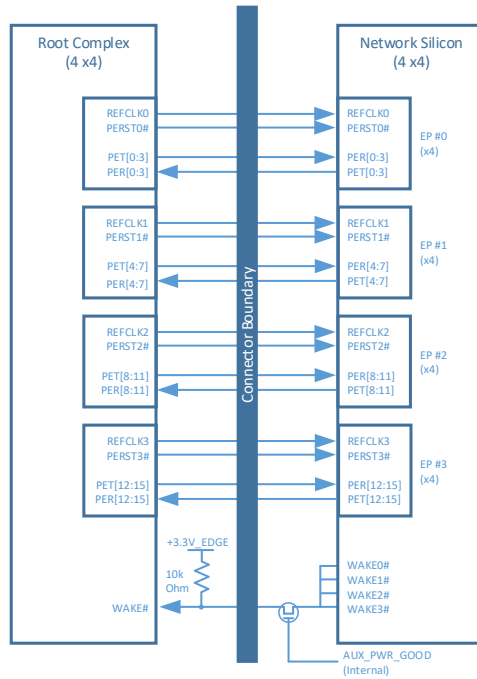 Root Complex
(4 x4)
REFCLK0
PERST0#
PET[0:3]
PER[0:3]
REFCLK1
PERST1#
PET[4:7]
PER[4:7]
REFCLK2
PERST2#
PET[8:11]
PER[8:11]
REFCLK3
PERST3#
PET[12:15]
PER[12:15]
+3.3V_EDGE
10k
Ohm
WAKE#
Connector Boundary
Network Silicon
(4 x4)
REFCLK0
PERST0#
PER[0:3]
PET[0:3]
EP #0
(x4)
REFCLK1
PERST1#
PER[4:7]
PET[4:7]
EP #1
(x4)
REFCLK2
PERST2#
PER[8:11]
PET[8:11]
EP #2
(x4)
REFCLK3
PERST3#
PER[12:15]
PET[12:15]
EP #3
(x4)
WAKE0#
WAKE1#
WAKE2#
WAKE3#
AUX_PWR_GOOD
(Internal)